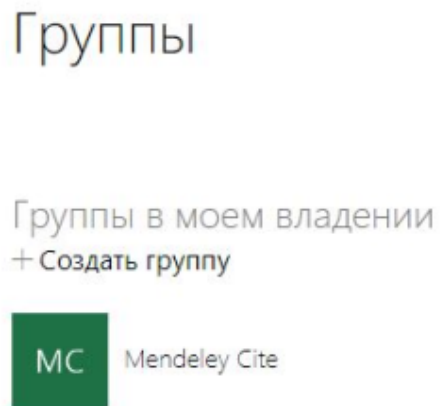 Группы
Группы в моем владении
+ Создать группу
MC Mendeley Cite